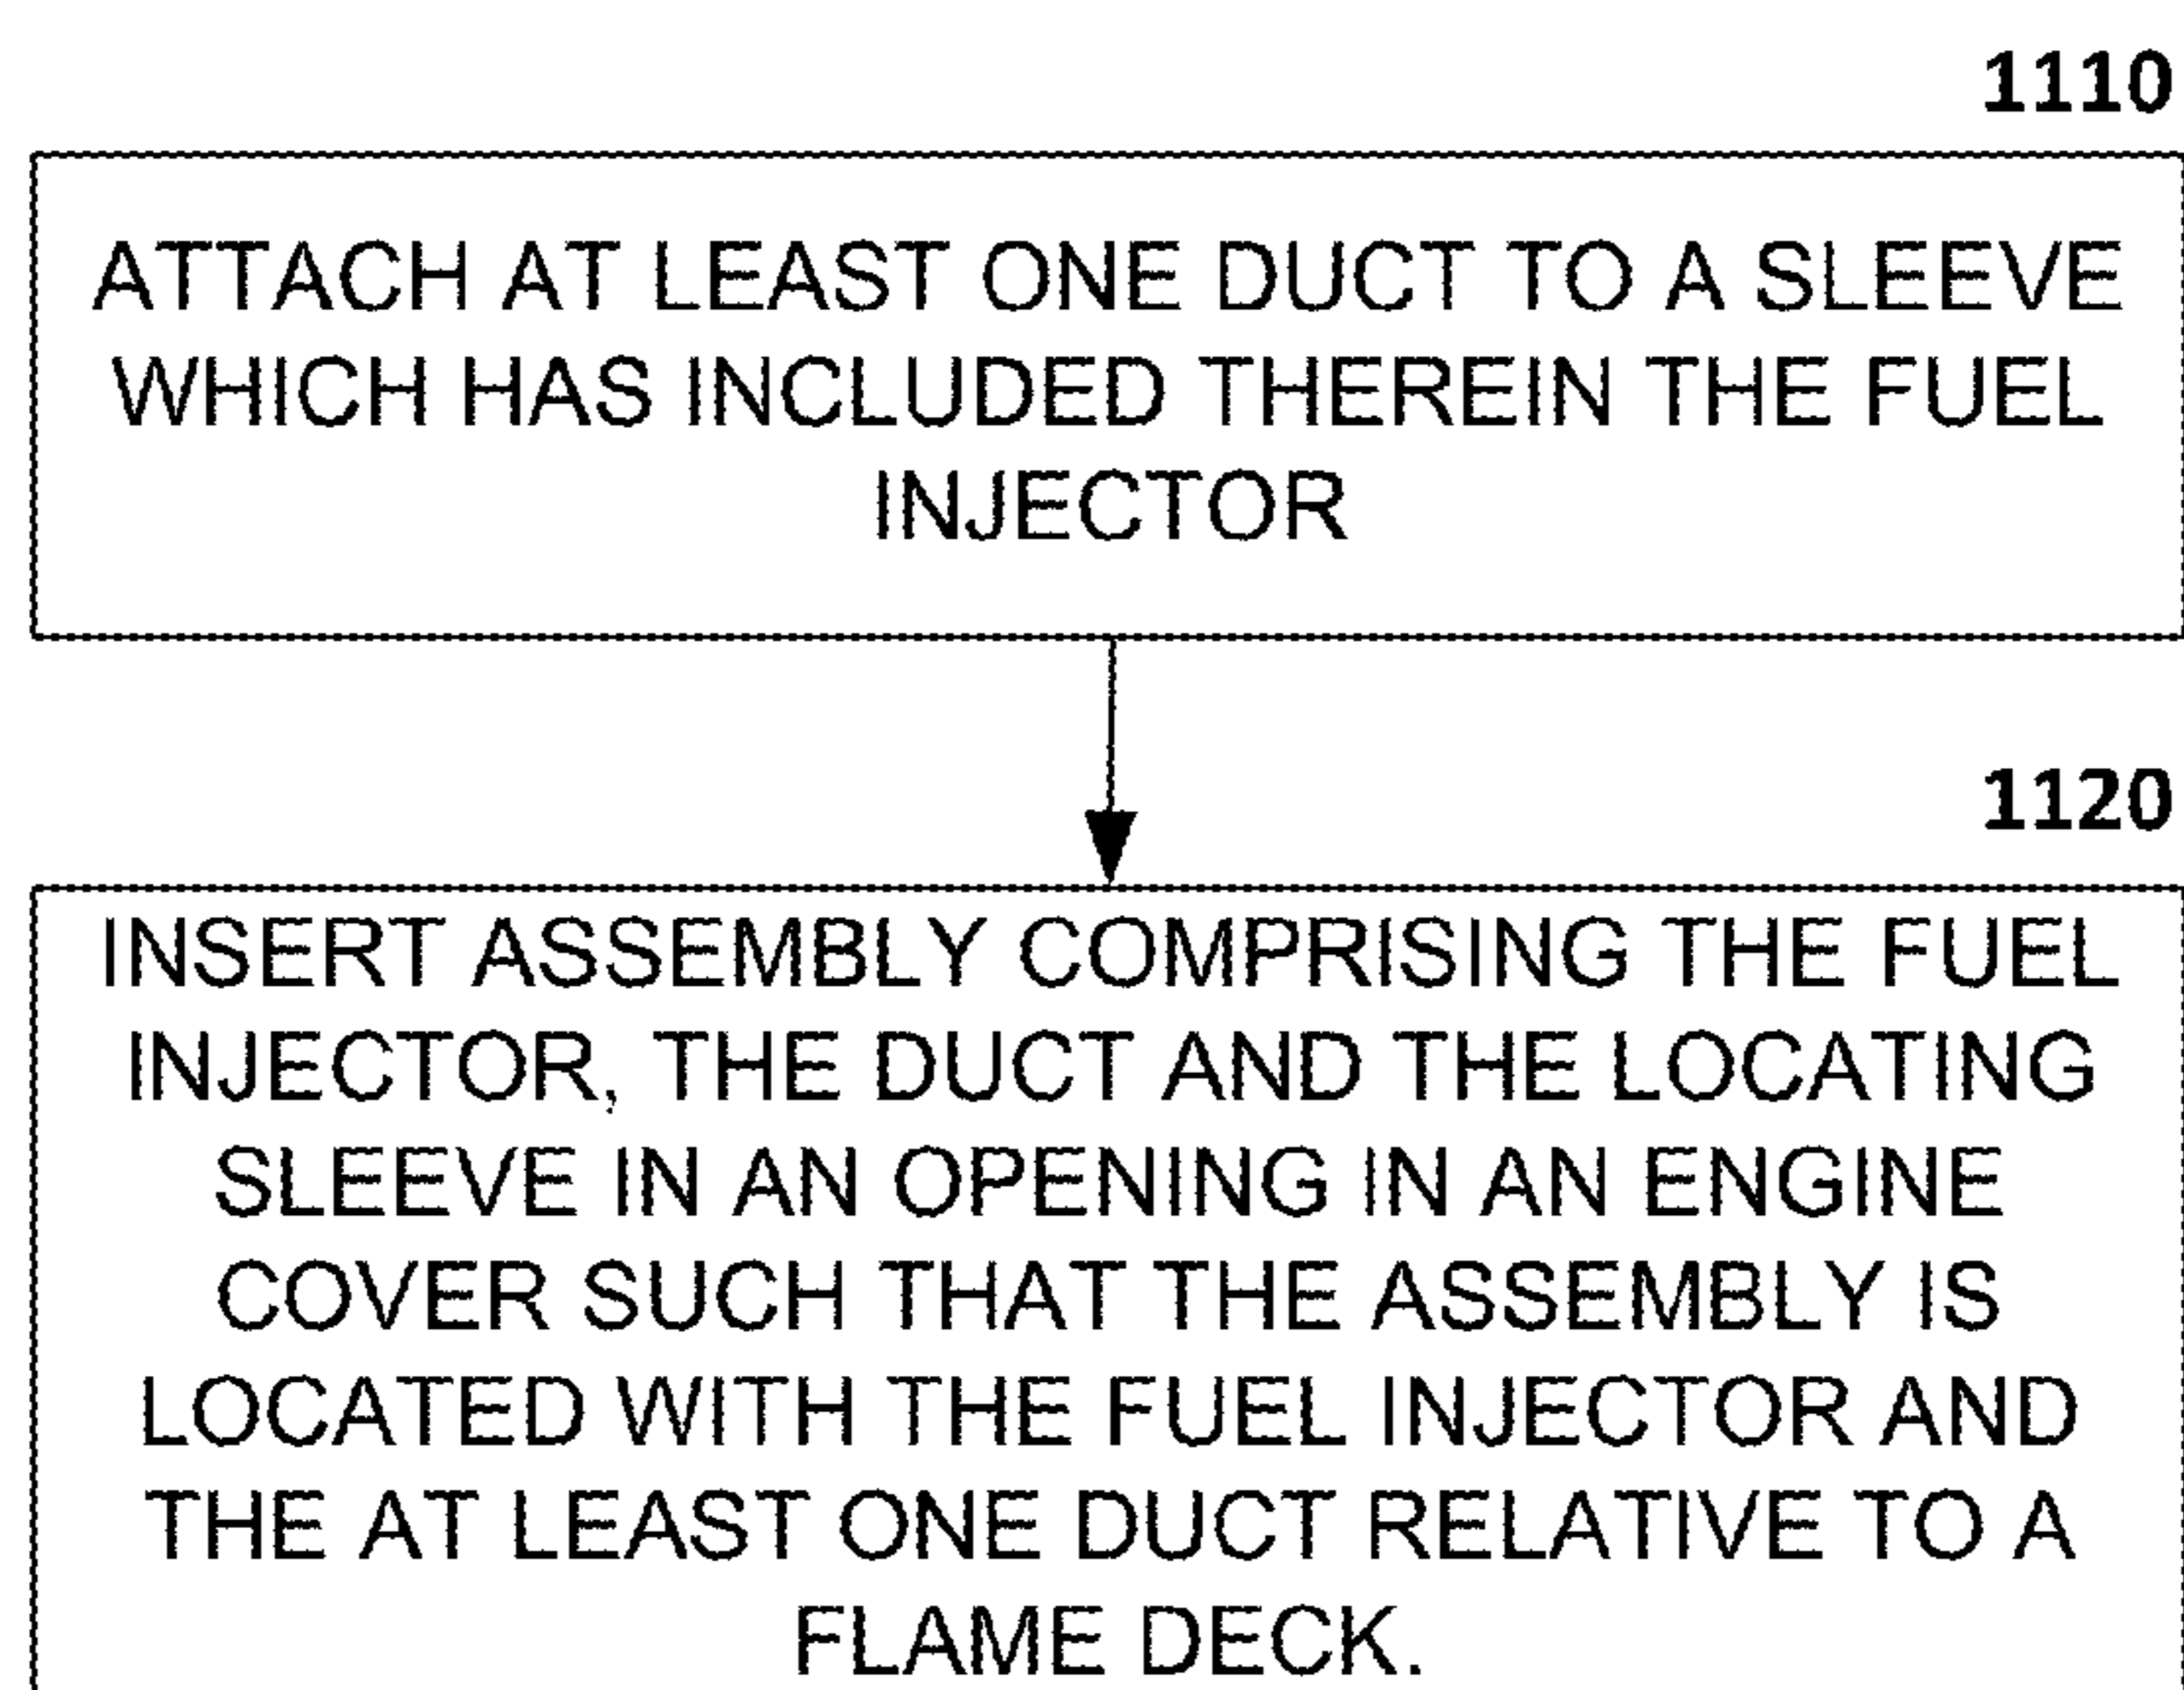 1110
ATTACH AT LEAST ONE DUCT TO A SLEEVE
WHICH HAS INCLUDED THEREIN THE FUEL
INJECTOR
1120
INSERT ASSEMBLY COMPRISING THE FUEL
INJECTOR, THE DUCT AND THE LOCATING
SLEEVE IN AN OPENING IN AN ENGINE
COVER SUCH THAT THE ASSEMBLY IS
LOCATED WITH THE FUEL INJECTOR AND
THE AT LEAST ONE DUCT RELATIVE TO A
FLAME DECK.